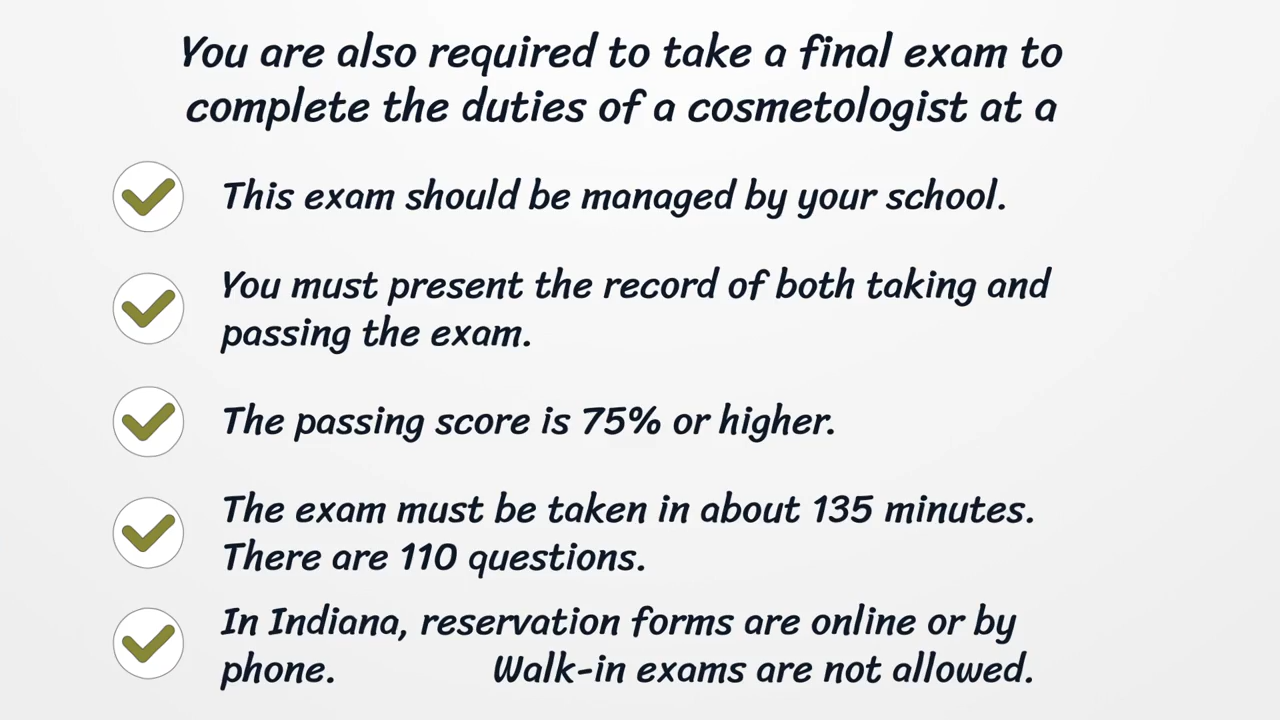 You are also required to take a final exam to
complete the duties of a cosmetologist at a
This exam should be managed by your school.
You must present the record of both taking and
passing the exam.
The passing score is 75% or higher.
The exam must be taken in about 135 minutes.
There are 110 questions.
In Indiana, reservation forms are online or by
phone. Walk-in exams are not allowed.